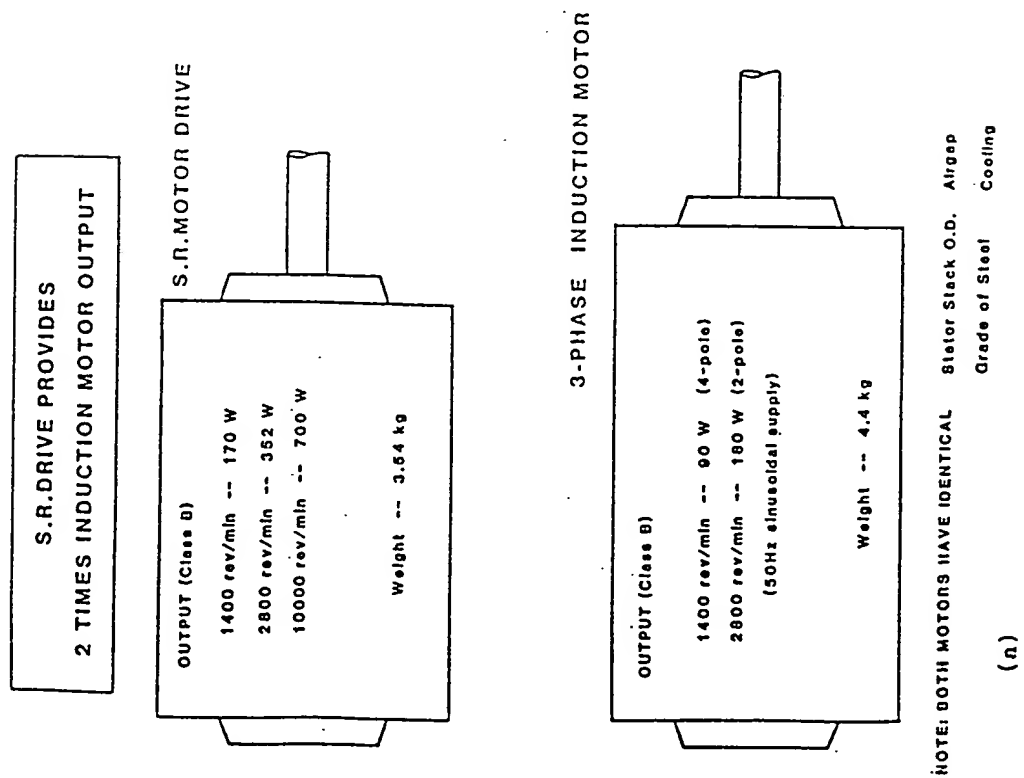 S.R.DRIVE PROVIDES
2 TIMES INDUCTION MOTOR OUTPUT
S.R.MOTOR DRIVE
OUTPUT (Class B)
1400 rev/min -- 170 W
2800 rev/min -- 352 W
10000 rev/min -- 700 W
Weight -- 3.54 kg
3-PHASE INDUCTION MOTOR
OUTPUT (Class B)
1400 rev/min -- 90 W (4-pole)
2800 rev/min -- 180 W (2-pole)
(50Hz sinusoidal supply)
Weight -- 4.4 kg
NOTE: BOTH MOTORS HAVE IDENTICAL Stator Stack O.D. Airgap
Grade of Steel Cooling
(n)